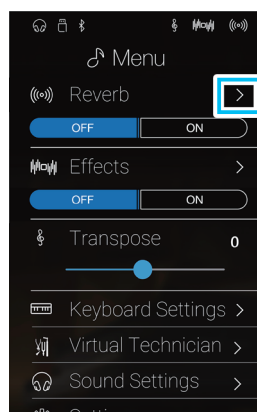 Menu
Reverb
OFF ON
Effects
OFF ON
Transpose 0
Keyboard Settings
Virtual Technician
Sound Settings